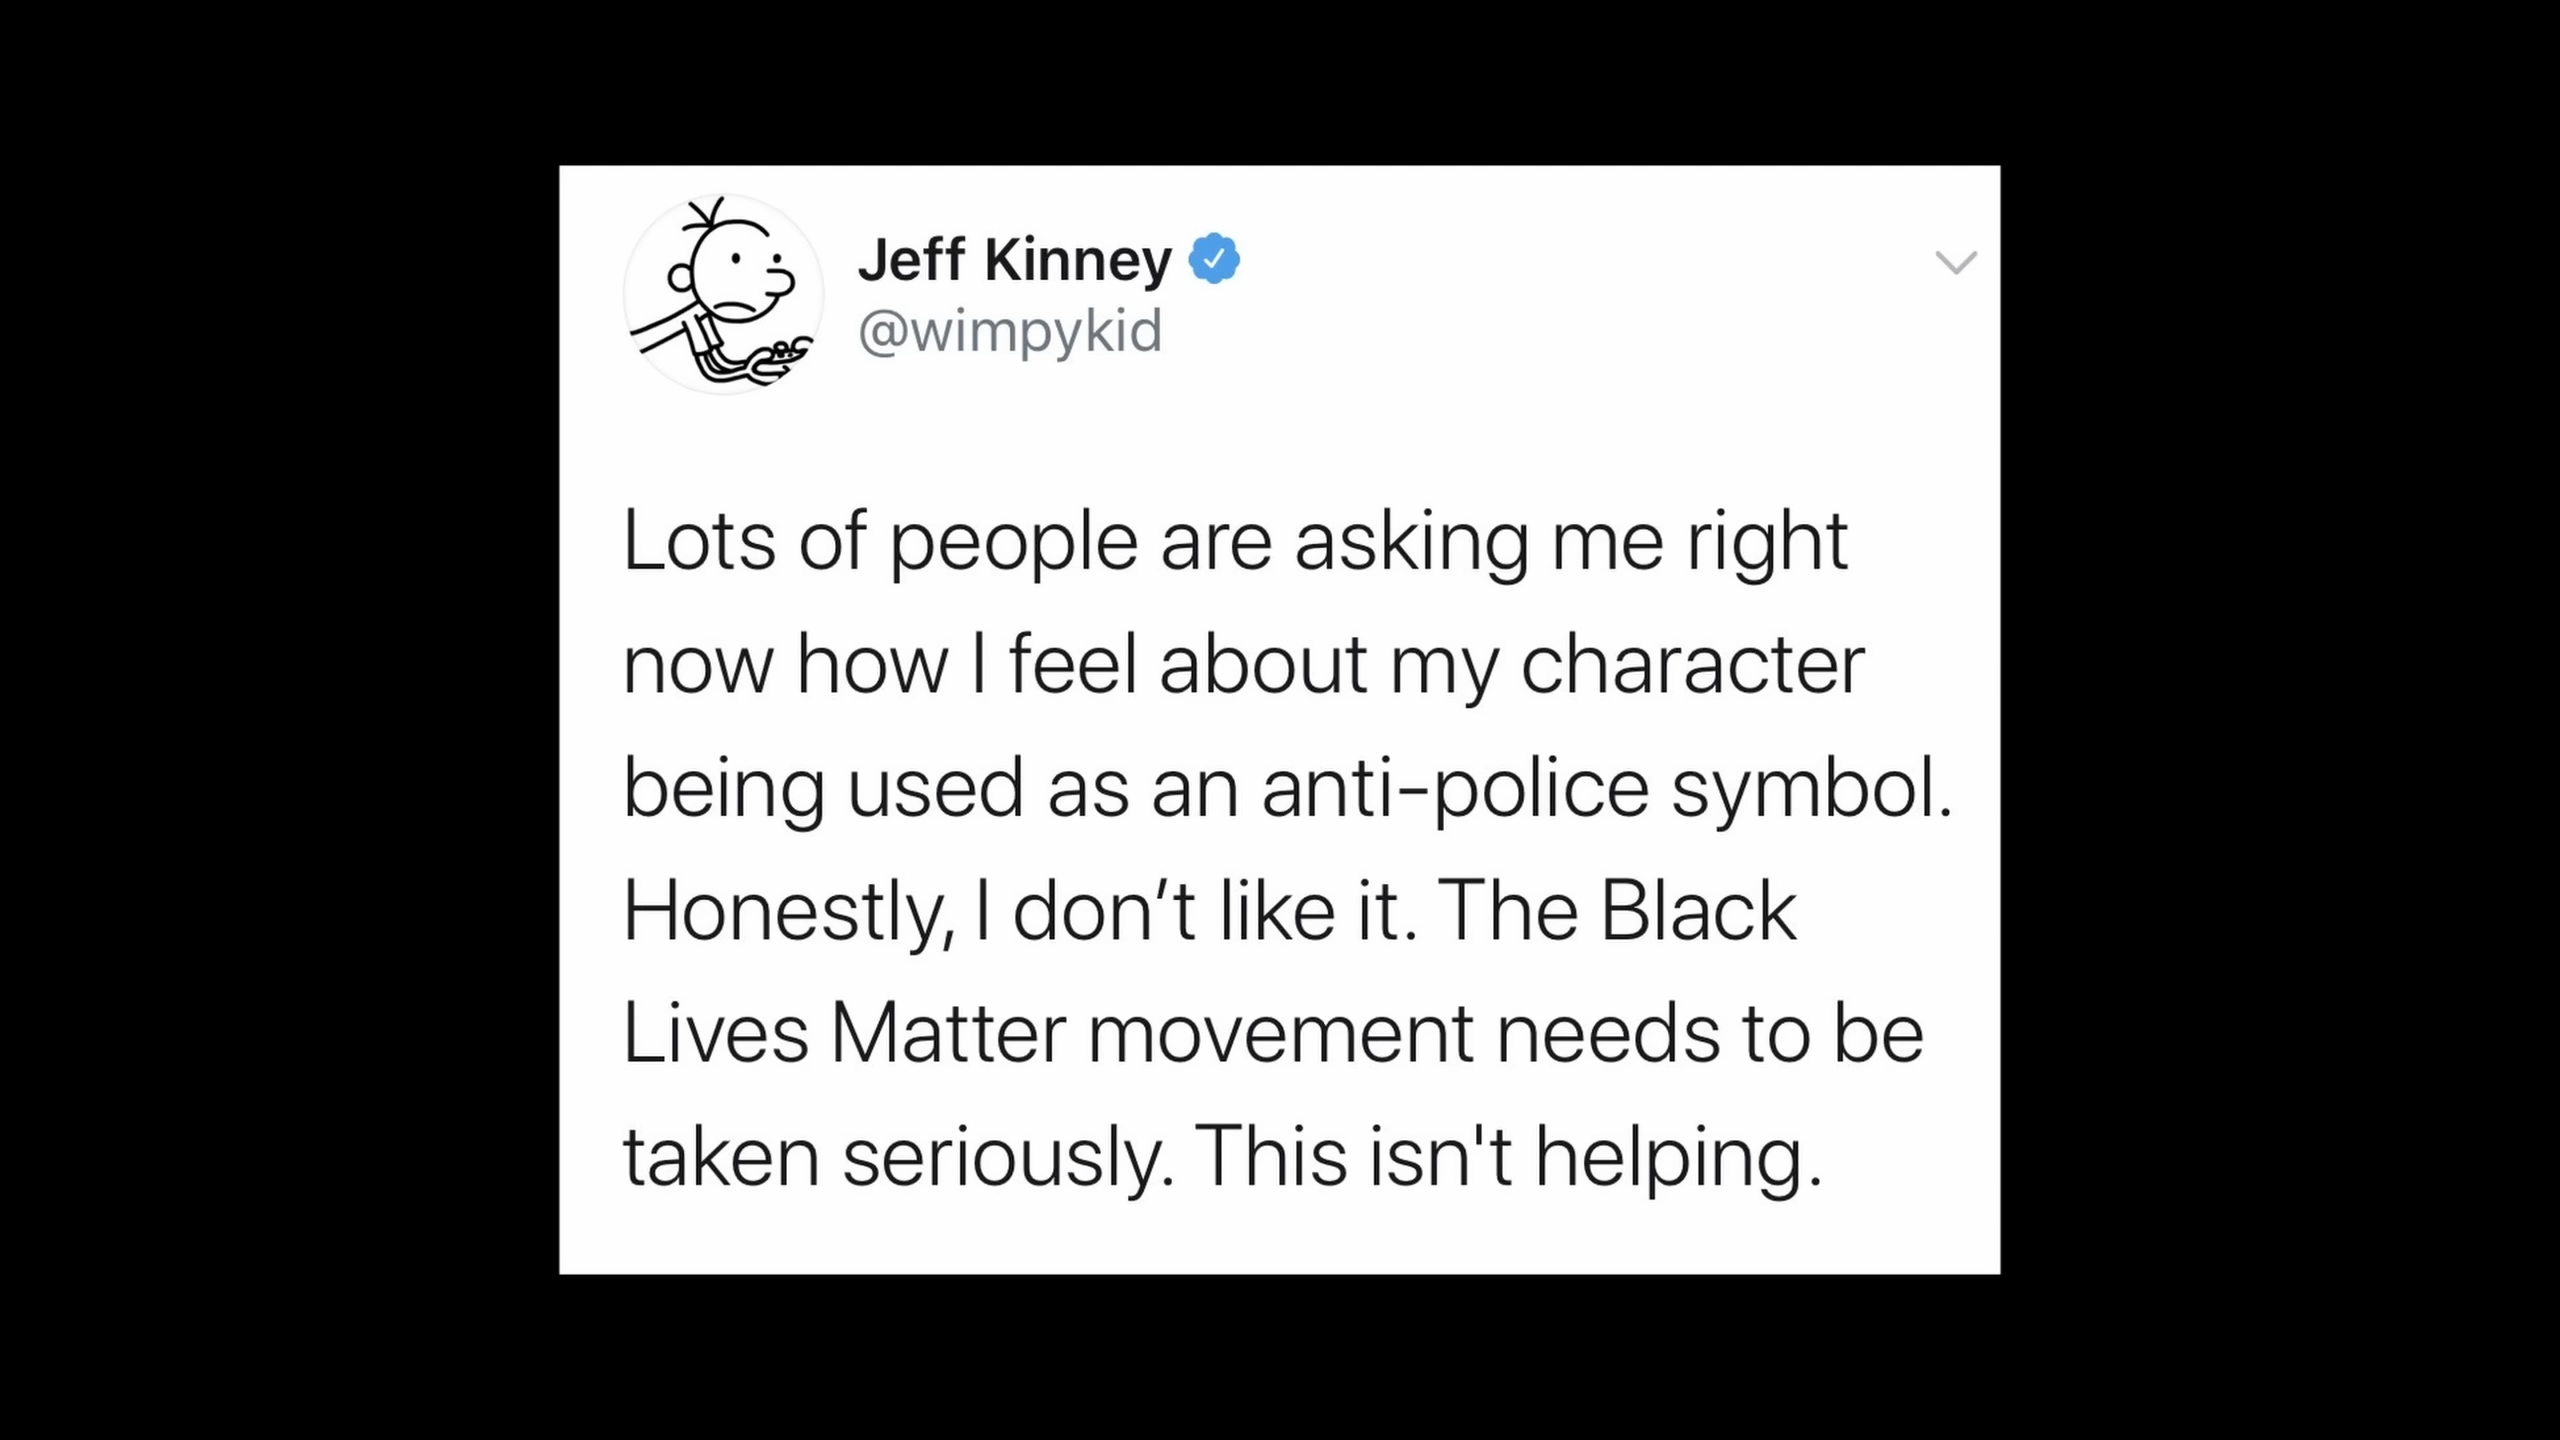 Jeff Kinney
@wimpykid
Lots of people are asking me right
now how I feel about my character
being used as an anti-police symbol.
Honestly, I don’t like it. The Black
Lives Matter movement needs to be
taken seriously. This isn't helping.